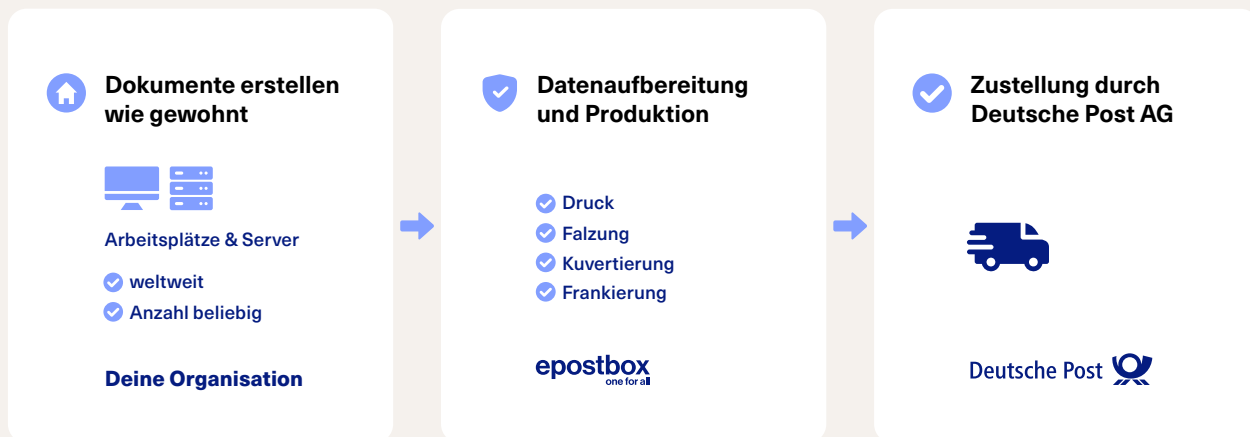 Dokumente erstellen
wie gewohnt
Arbeitsplätze & Server
weltweit
Anzahl beliebig
Deine Organisation
Datenaufbereitung
und Produktion
Druck
Falzung
Kuvertierung
Frankierung
epostbox
one for all
Zustellung durch
Deutsche Post AG
Deutsche Post